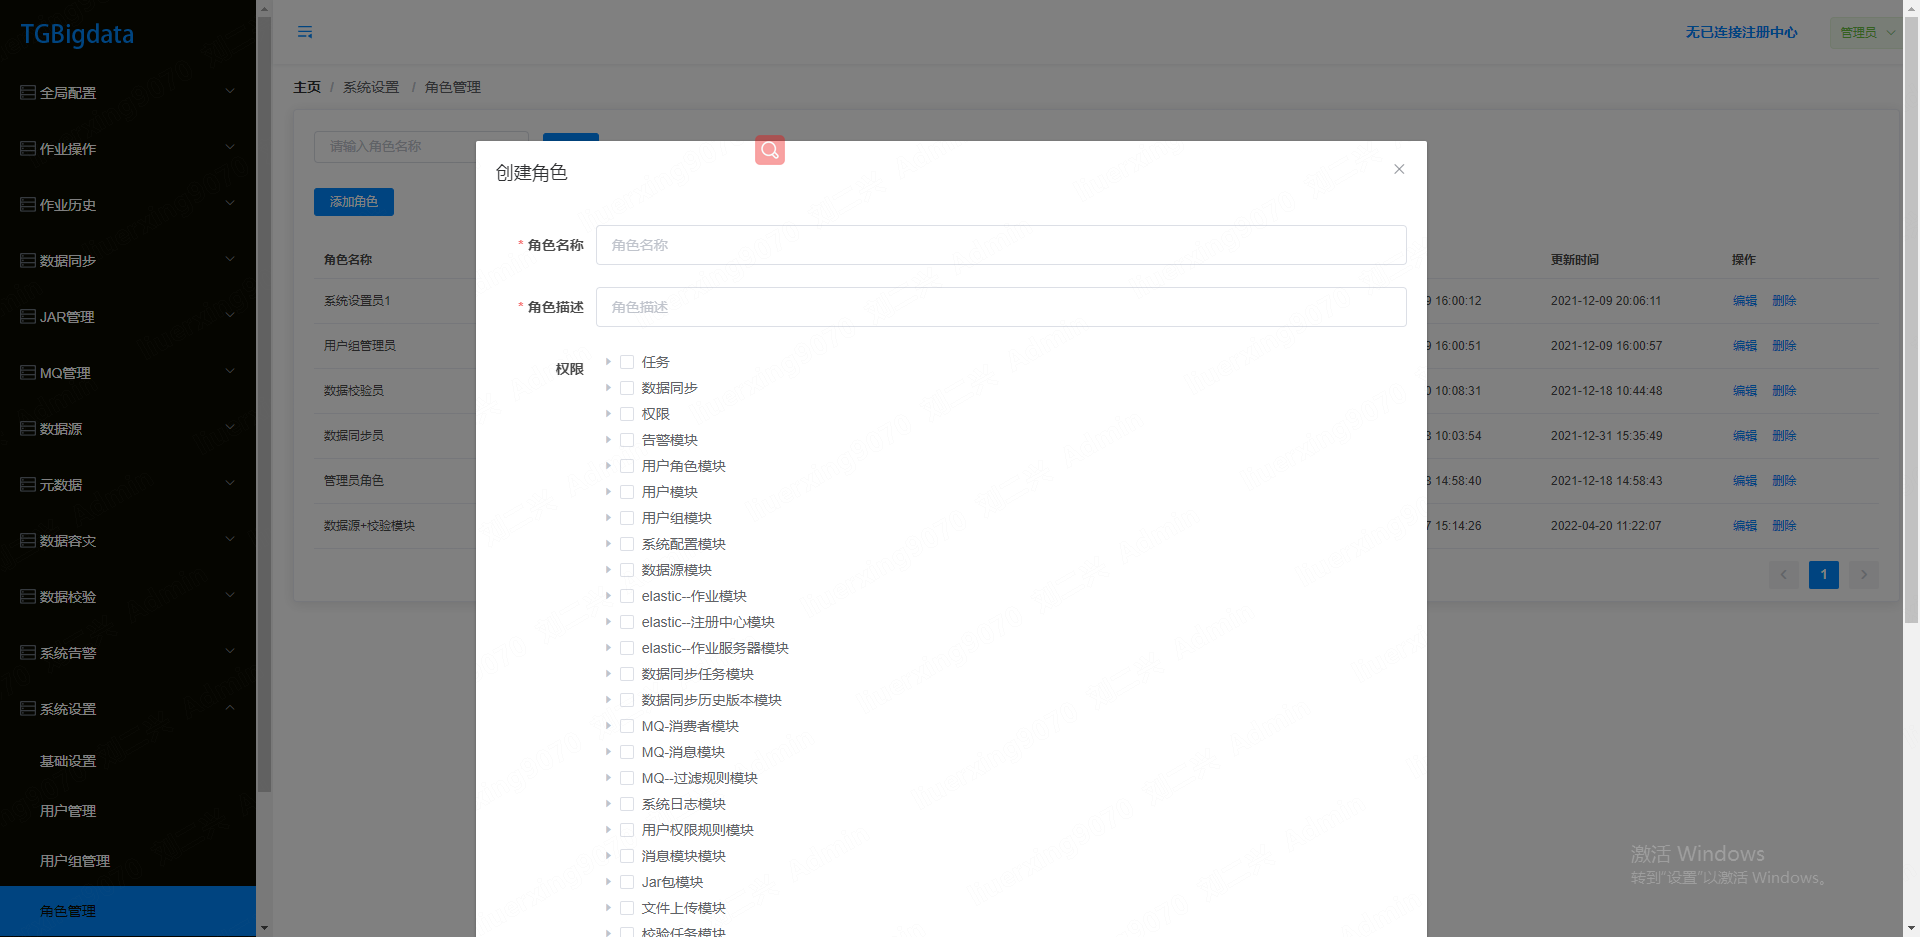 TGBigdata
全局配置
作业操作
作业历史
数据同步
JAR管理
MQ管理
数据源
元数据
数据容灾
数据校验
系统告警
系统设置
基础设置
用户管理
用户组管理
角色管理
无已连接注册中心
管理员
主页 / 系统设置 / 角色管理
请输入角色名称
添加角色
角色名称
更新时间 操作
系统设置员1
9 16:00:12 2021-12-09 20:06:11 编辑 删除
用户组管理员
9 16:00:51 2021-12-09 16:00:57 编辑 删除
数据校验员
0 10:08:31 2021-12-18 10:44:48 编辑 删除
数据同步员
3 10:03:54 2021-12-31 15:35:49 编辑 删除
管理员角色
14:58:40 2021-12-18 14:58:43 编辑 删除
数据源+校验模块
7 15:14:26 2022-04-20 11:22:07 编辑 删除
1
创建角色
* 角色名称 角色名称
* 角色描述 角色描述
权限
任务
数据同步
权限
告警模块
用户角色模块
用户模块
用户组模块
系统配置模块
数据源模块
elastic--作业模块
elastic--注册中心模块
elastic--作业服务器模块
数据同步任务模块
数据同步历史版本模块
MQ-消费者模块
MQ-消息模块
MQ--过滤规则模块
系统日志模块
用户权限规则模块
消息模块模块
Jar包模块
文件上传模块
校验任务模块
激活 Windows
转到“设置”以激活 Windows。